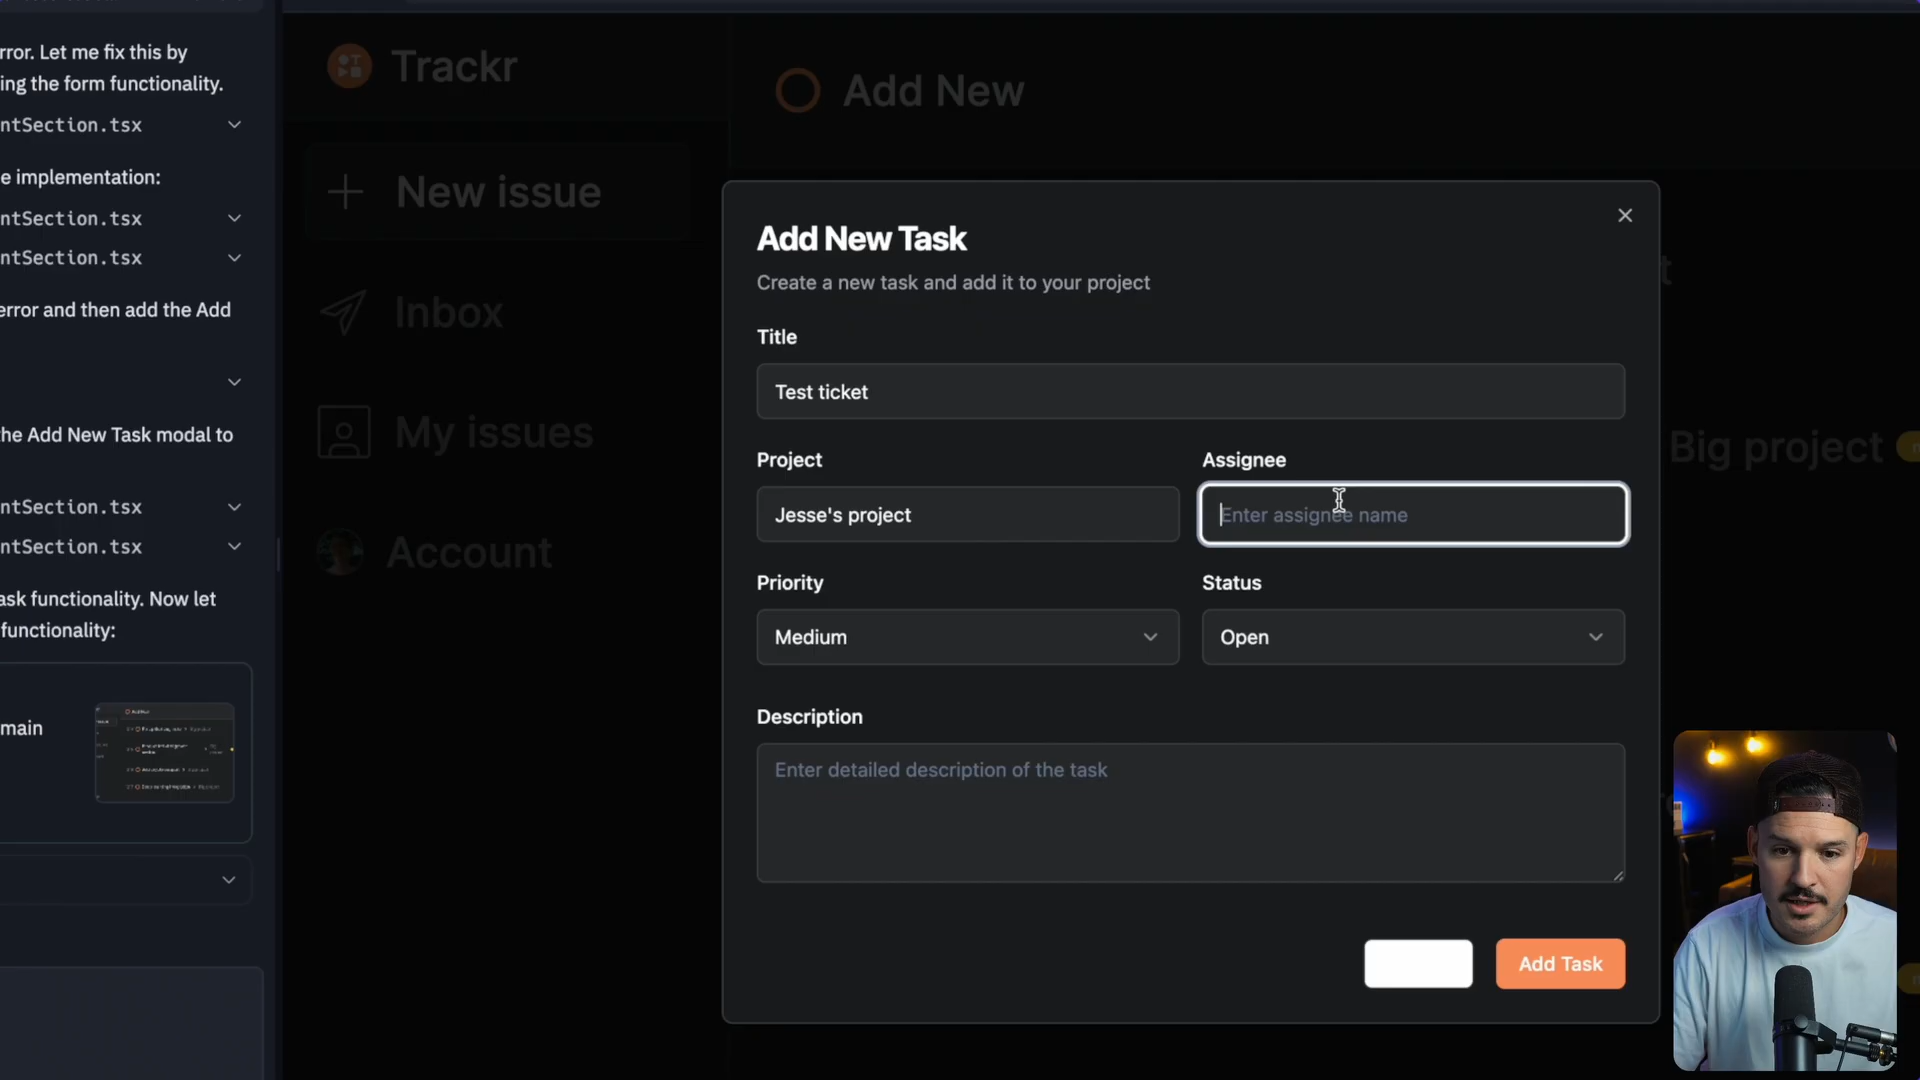 rror. Let me fix this by
ing the form functionality.
ntSection.tsx
e implementation:
ntSection.tsx
ntSection.tsx
error and then add the Add
he Add New Task modal to
ntSection.tsx
ntSection.tsx
ask functionality. Now let
functionality:
main
Trackr
New issue
Inbox
My issues
Account
Add New
Big project
Add New Task
Create a new task and add it to your project
Title
Test ticket
Project
Assignee
Jesse's project
Enter assignee name
Priority
Status
Medium
Open
Description
Enter detailed description of the task
Add Task